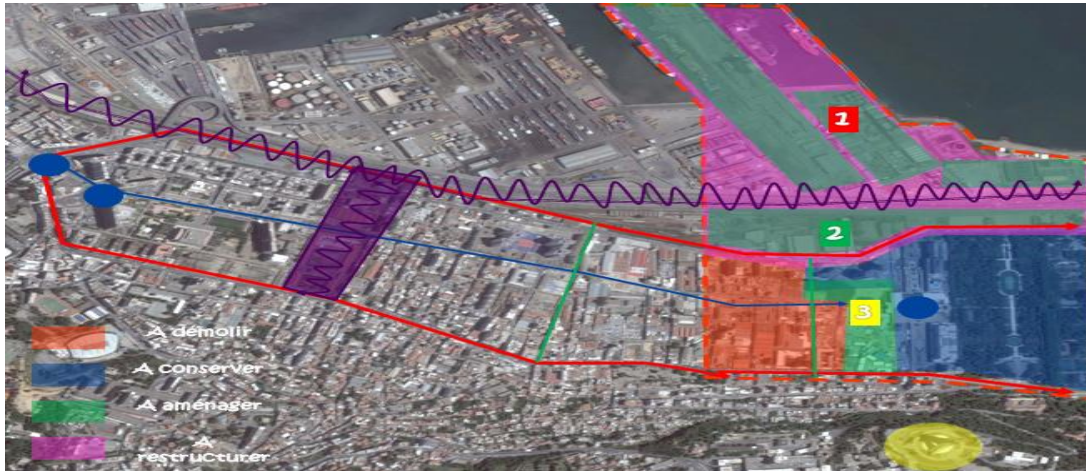 1
2
3
A démolir
A conserver
A aménager
A
restructurer